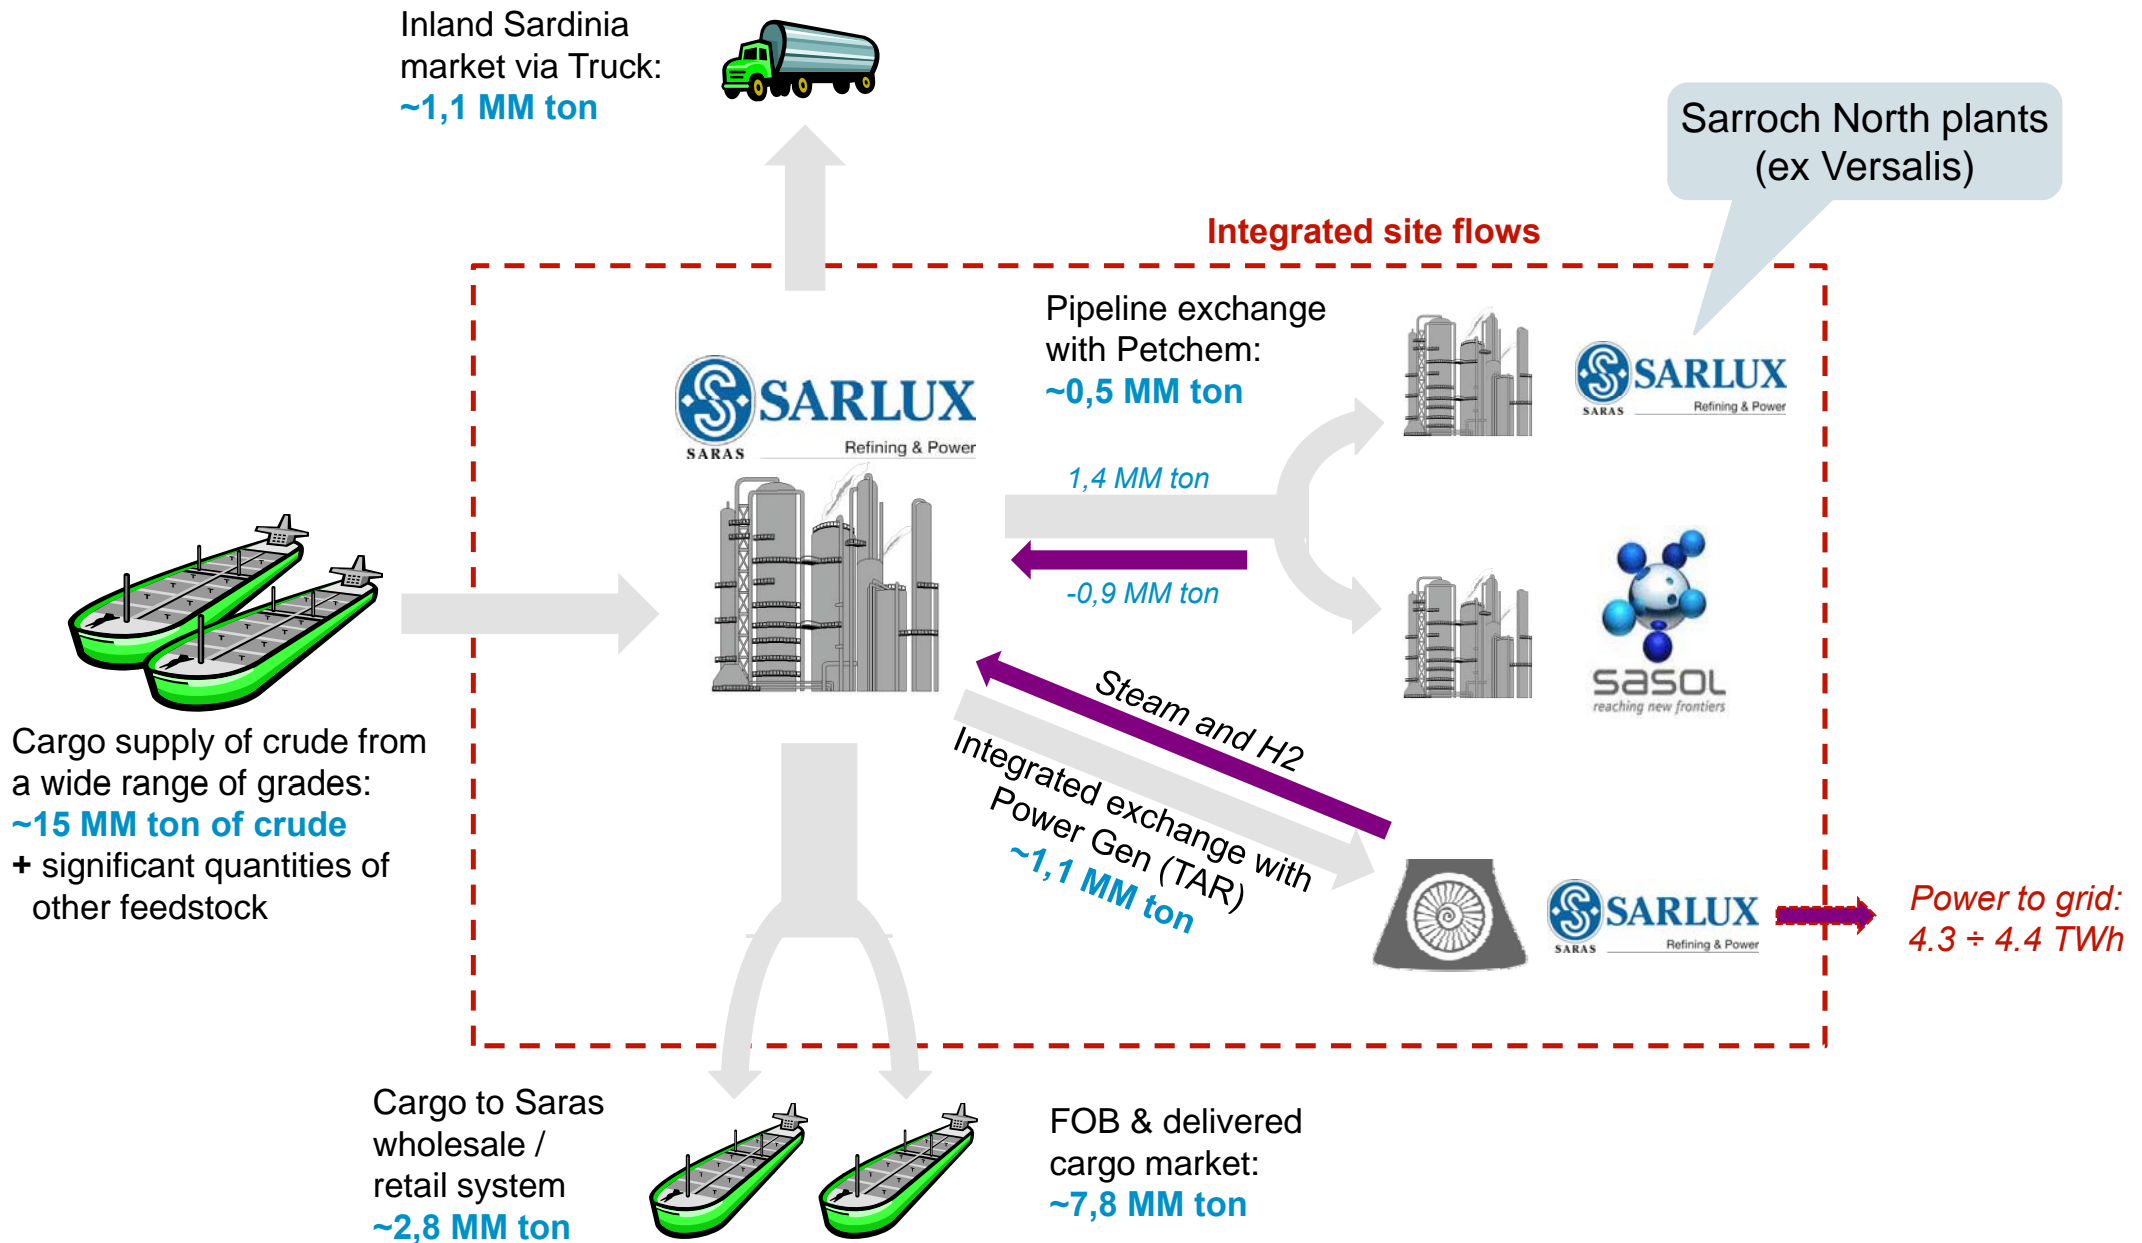 Inland Sardinia
market via Truck:
~1,1 MM ton
Sarroch North plants
(ex Versalis)
Integrated site flows
Pipeline exchange
with Petchem:
~0,5 MM ton
SARLUX
Refining & Power
SARAS
SARLUX
Refining & Power
SARAS
1,4 MM ton
-0,9 MM ton
sasol
reaching new frontiers
Steam and H2
Integrated exchange with
Power Gen (TAR)
~1,1 MM ton
Cargo supply of crude from
a wide range of grades:
~15 MM ton of crude
+ significant quantities of
other feedstock
SARLUX
Refining & Power
SARAS
Power to grid:
4.3 ÷ 4.4 TWh
Cargo to Saras
wholesale /
retail system
~2,8 MM ton
FOB & delivered
cargo market:
~7,8 MM ton